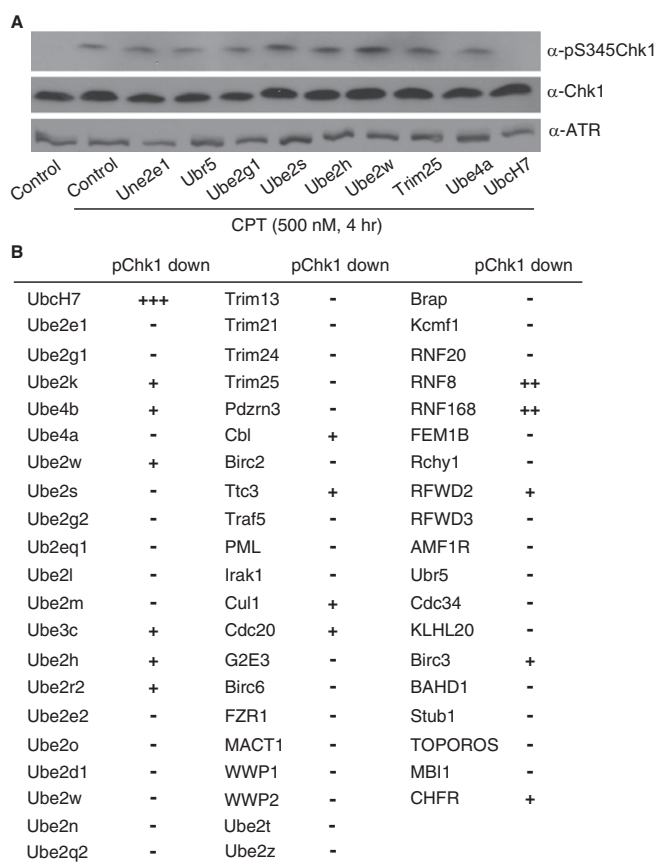 A
α-pS345Chk1
α-Chk1
α-ATR
Control Control Une2e1 Ubr5 Ube2g1 Ube2s Ube2h Ube2w Trim25 Ube4a UbcH7
CPT (500 nM, 4 hr)
B
pChk1 down pChk1 down pChk1 down
UbcH7 +++ Trim13 - Brap -
Ube2e1 - Trim21 - Kcmf1 -
Ube2g1 - Trim24 - RNF20 -
Ube2k + Trim25 - RNF8 ++
Ube4b + Pdzrn3 - RNF168 ++
Ube4a - Cbl + FEM1B -
Ube2w + Birc2 - Rchy1 -
Ube2s - Ttc3 + RFWD2 +
Ube2g2 - Traf5 - RFWD3 -
Ub2eq1 - PML - AMF1R -
Ube2l - Irak1 - Ubr5 -
Ube2m - Cul1 + Cdc34 -
Ube3c + Cdc20 + KLHL20 -
Ube2h + G2E3 - Birc3 +
Ube2r2 + Birc6 - BAHD1 -
Ube2e2 - FZR1 - Stub1 -
Ube2o - MACT1 - TOPOROS -
Ube2d1 - WWP1 - MBl1 -
Ube2w - WWP2 - CHFR +
Ube2n - Ube2t -
Ube2q2 - Ube2z -